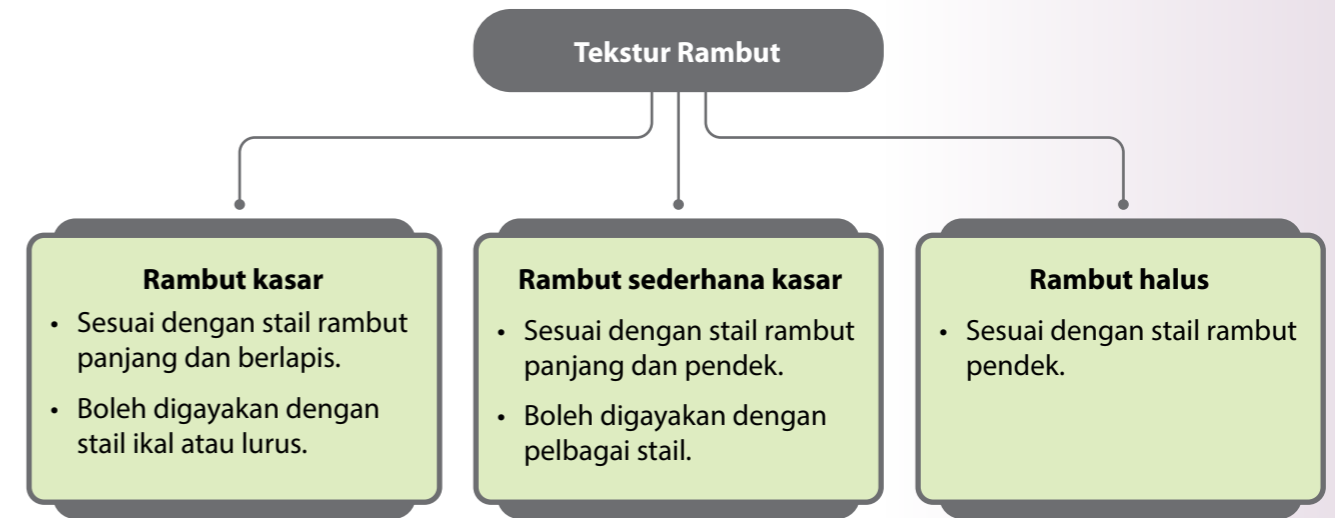 Tekstur Rambut
Rambut kasar
• Sesuai dengan stail rambut
panjang dan berlapis.
• Boleh digayakan dengan
stail ikal atau lurus.
Rambut sederhana kasar
• Sesuai dengan stail rambut
panjang dan pendek.
• Boleh digayakan dengan
pelbagai stail.
Rambut halus
• Sesuai dengan stail rambut
pendek.